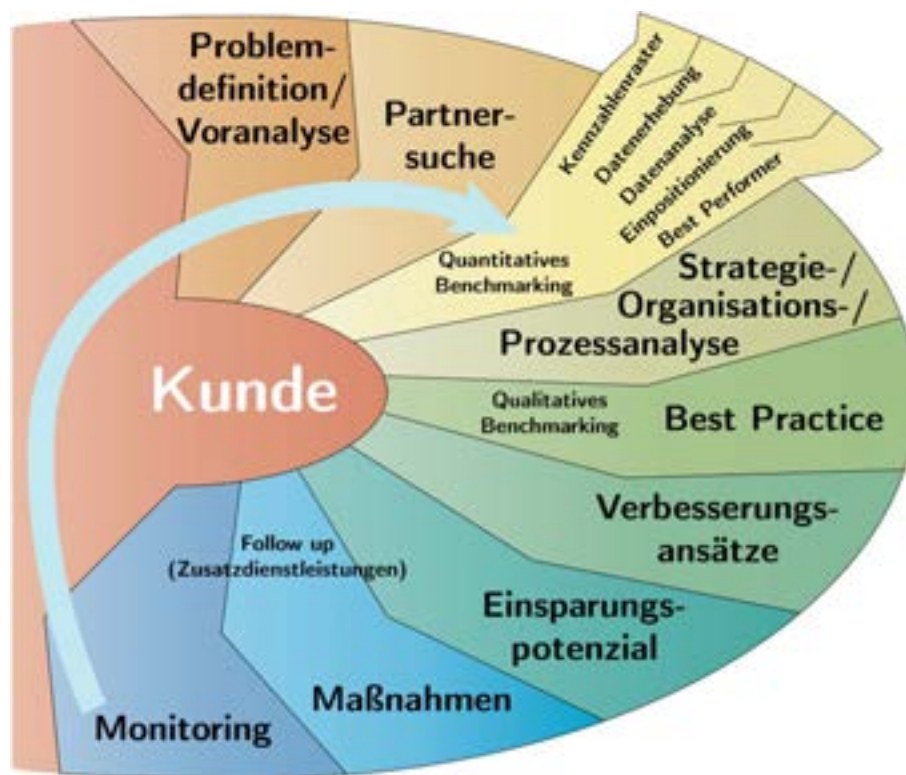 Problem-
definition/
Voranalyse
Partner-
suche
Kennzahlenraster
Datenerhebung
Datenanalyse
Einpositionierung
Best Performer
Quantitatives
Benchmarking
Strategie-/
Organisations-/
Prozessanalyse
Kunde
Qualitatives
Benchmarking
Best Practice
Verbesserungs-
ansätze
Einsparungs-
potenzial
Follow up
(Zusatzdienstleistungen)
Maßnahmen
Monitoring